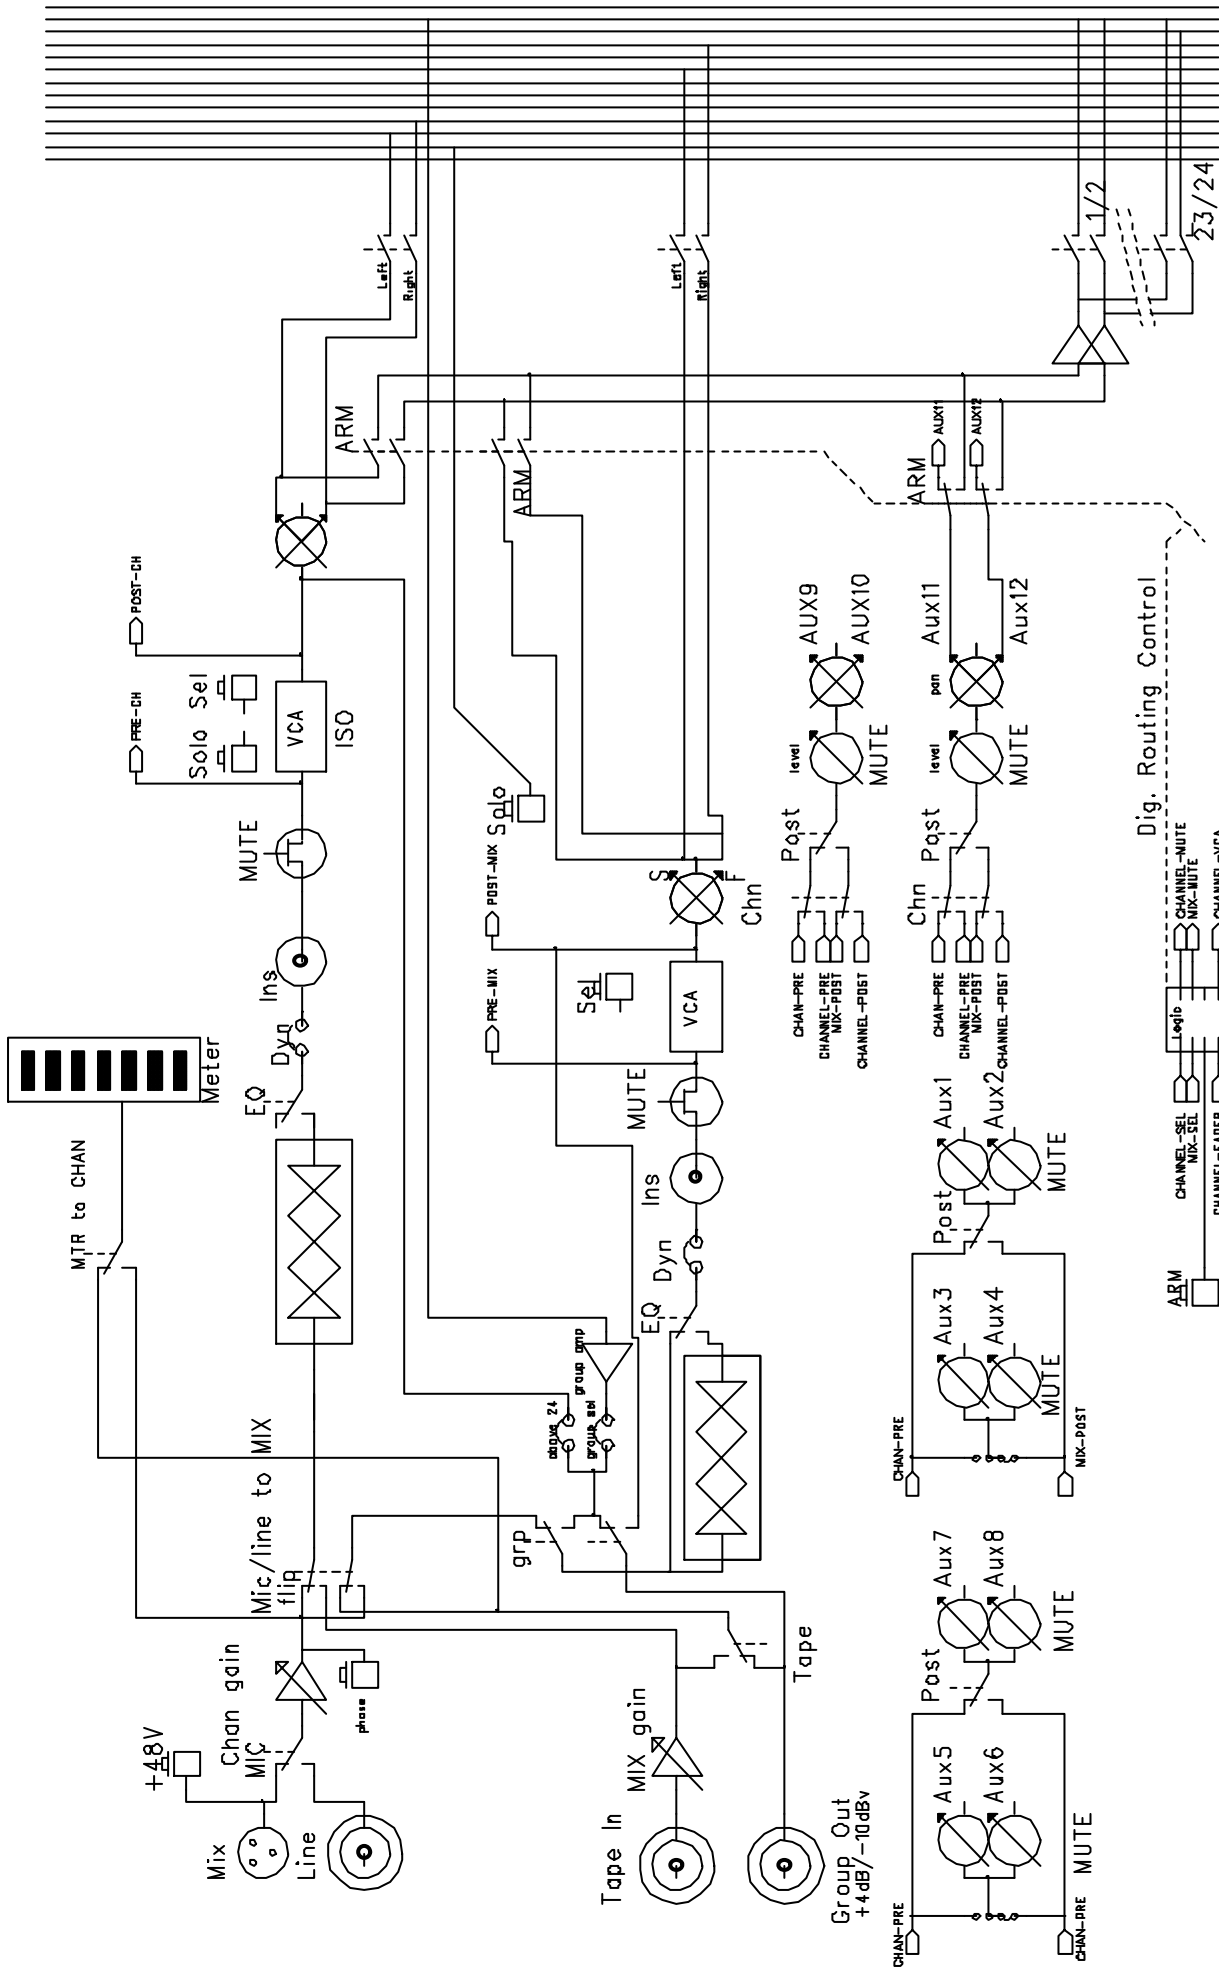 1/2
23/24
Left
Right
Left
Right
ARM
ARM
ARM
AUX11
AUX12
POST-CH
PRE-CH
Solo Sel
VCA
ISO
MUTE
Ins
Dyn
EQ
Meter
MTR to CHAN
Mic/line to MIX
flip
Chan gain
phase
+48V
MIC
Mix
Line
POST-MIX
PRE-MIX
Solo
Sel
S
F
Chn
VCA
MUTE
Ins
Dyn
EQ
group amp
above 24
group sel
grp
Tape
MIX gain
Tape In
Group Out
+4dB/-10dBv
AUX9
AUX10
level
MUTE
Post
CHAN-PRE
CHANNEL-PRE
MIX-POST
CHANNEL-POST
Aux11
Aux12
pan
level
MUTE
Post
Chn
CHAN-PRE
CHANNEL-PRE
MIX-POST
CHANNEL-POST
Aux1
Aux2
MUTE
Post
Aux3
Aux4
MUTE
CHAN-PRE
MIX-POST
Aux7
Aux8
MUTE
Post
Aux5
Aux6
MUTE
CHAN-PRE
CHAN-PRE
Dig. Routing Control
CHANNEL-MUTE
MIX-MUTE
CHANNEL-VCA
Logic
CHANNEL-SEL
MIX-SEL
CHANNEL-FADER
ARM